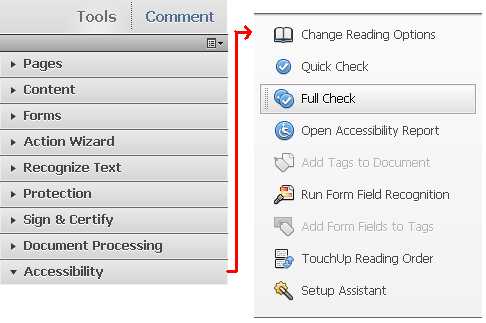 Tools Comment
Pages
Content
Forms
Action Wizard
Recognize Text
Protection
Sign & Certify
Document Processing
Accessibility
Change Reading Options
Quick Check
Full Check
Open Accessibility Report
Add Tags to Document
Run Form Field Recognition
Add Form Fields to Tags
TouchUp Reading Order
Setup Assistant